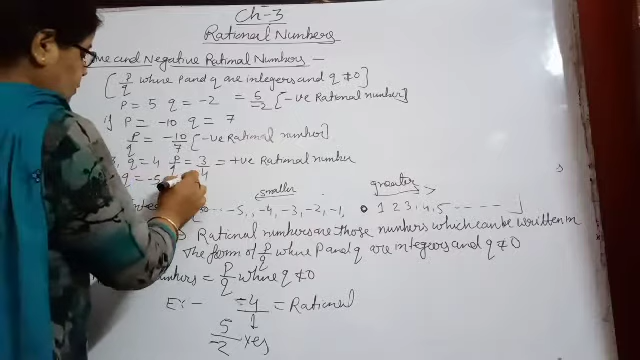 Ch-3
Rational Numbers
and Negative Rational Numbers -
[p/q where p and q are integers and q ≠ 0]
P = 5 q = -2 = 5/-2 [-ve Rational number]
if P = -10 q = 7
P/q = -10/7 [-ve Rational number]
q = 4 P/q = 3/4 = +ve Rational number
q = -5
smaller
greater
-5, -4, -3, -2, -1, 0 1 2 3, 4, 5
Rational numbers are those numbers which can be written in
The form of P/q where P and q are integers and q ≠ 0
= P/q where q ≠ 0
Ex: - -4 = Rational
5/-2 yes